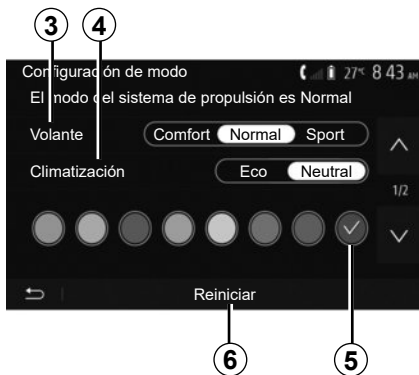 3 4
Configuración de modo 27°C 8 43 AM
El modo del sistema de propulsión es Normal
Volante Comfort Normal Sport
Climatización Eco Neutral
1/2
Reiniciar
6 5